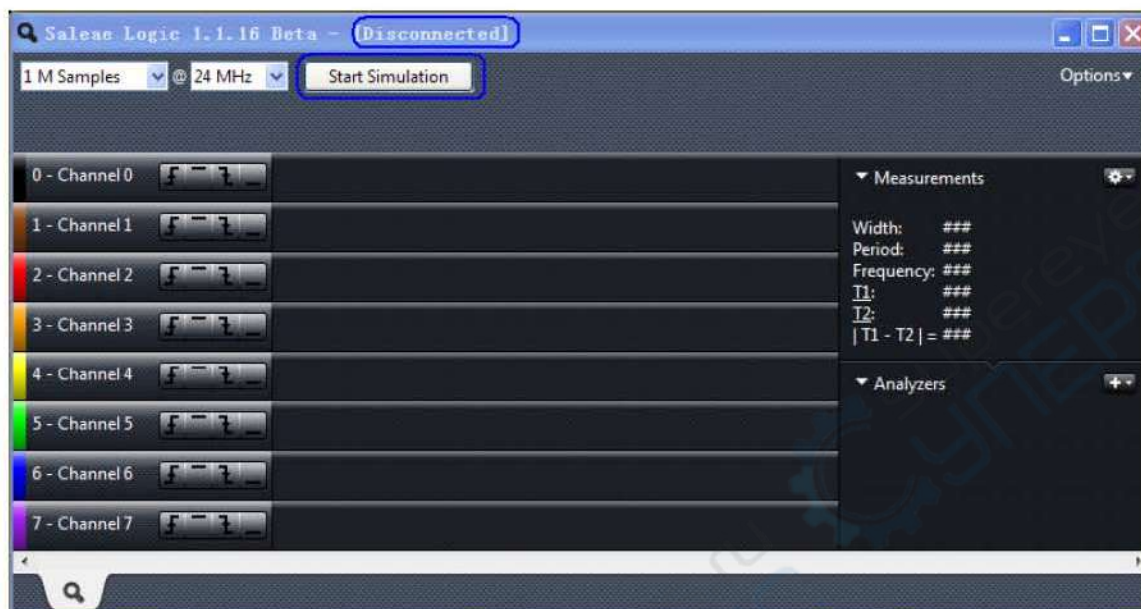 Saleae Logic 1.1.16 Beta - [Disconnected]
1 M Samples @ 24 MHz Start Simulation Options
0 - Channel 0
1 - Channel 1
2 - Channel 2
3 - Channel 3
4 - Channel 4
5 - Channel 5
6 - Channel 6
7 - Channel 7
Measurements
Width: ###
Period: ###
Frequency: ###
T1: ###
T2: ###
| T1 - T2 | = ###
Analyzers